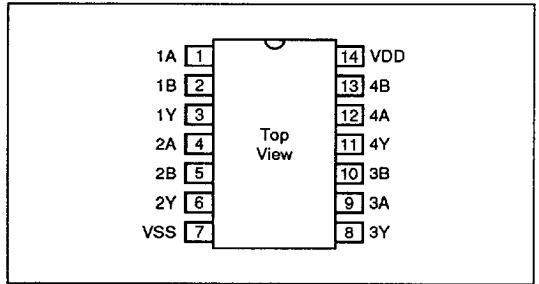 1A 1 14 VDD
1B 2 13 4B
1Y 3 12 4A
2A 4 Top 11 4Y
View
2B 5 10 3B
2Y 6 9 3A
VSS 7 8 3Y